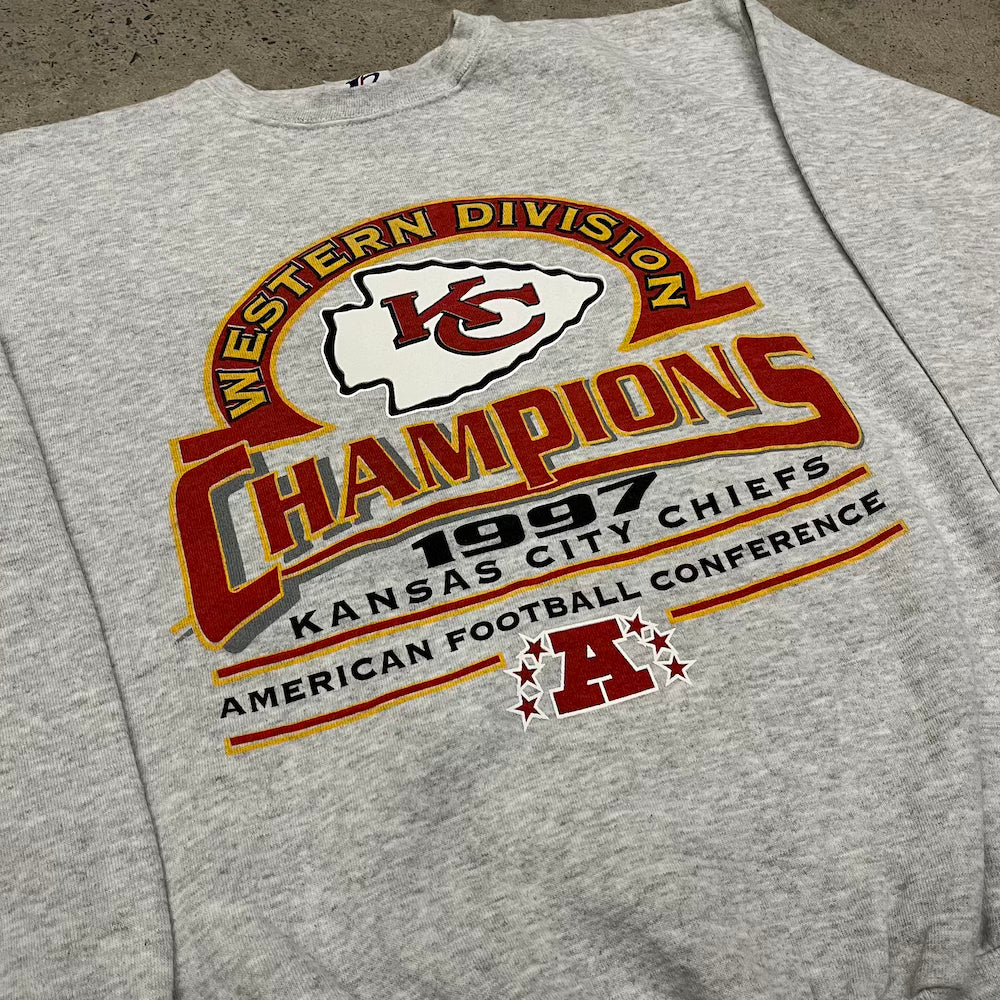 WESTERN DIVISION
KC
CHAMPIONS
1997
KANSAS CITY CHIEFS
AMERICAN FOOTBALL CONFERENCE
A